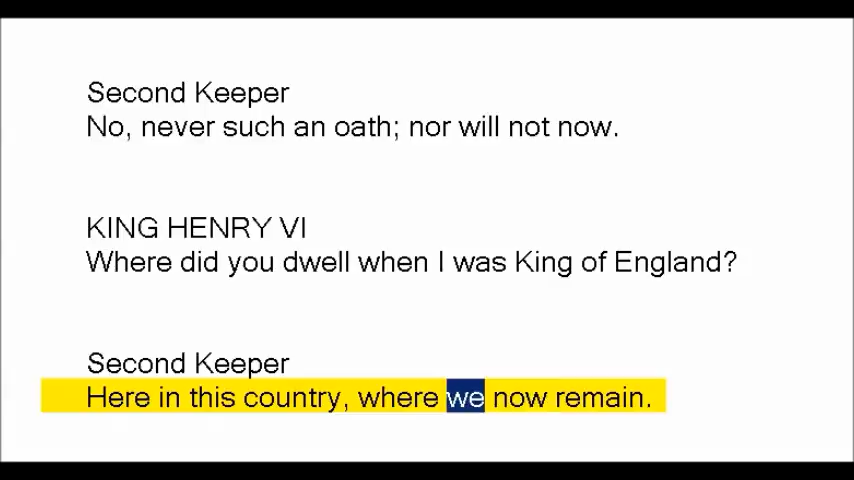 Second Keeper
No, never such an oath; nor will not now.
KING HENRY VI
Where did you dwell when I was King of England?
Second Keeper
Here in this country, where we now remain.